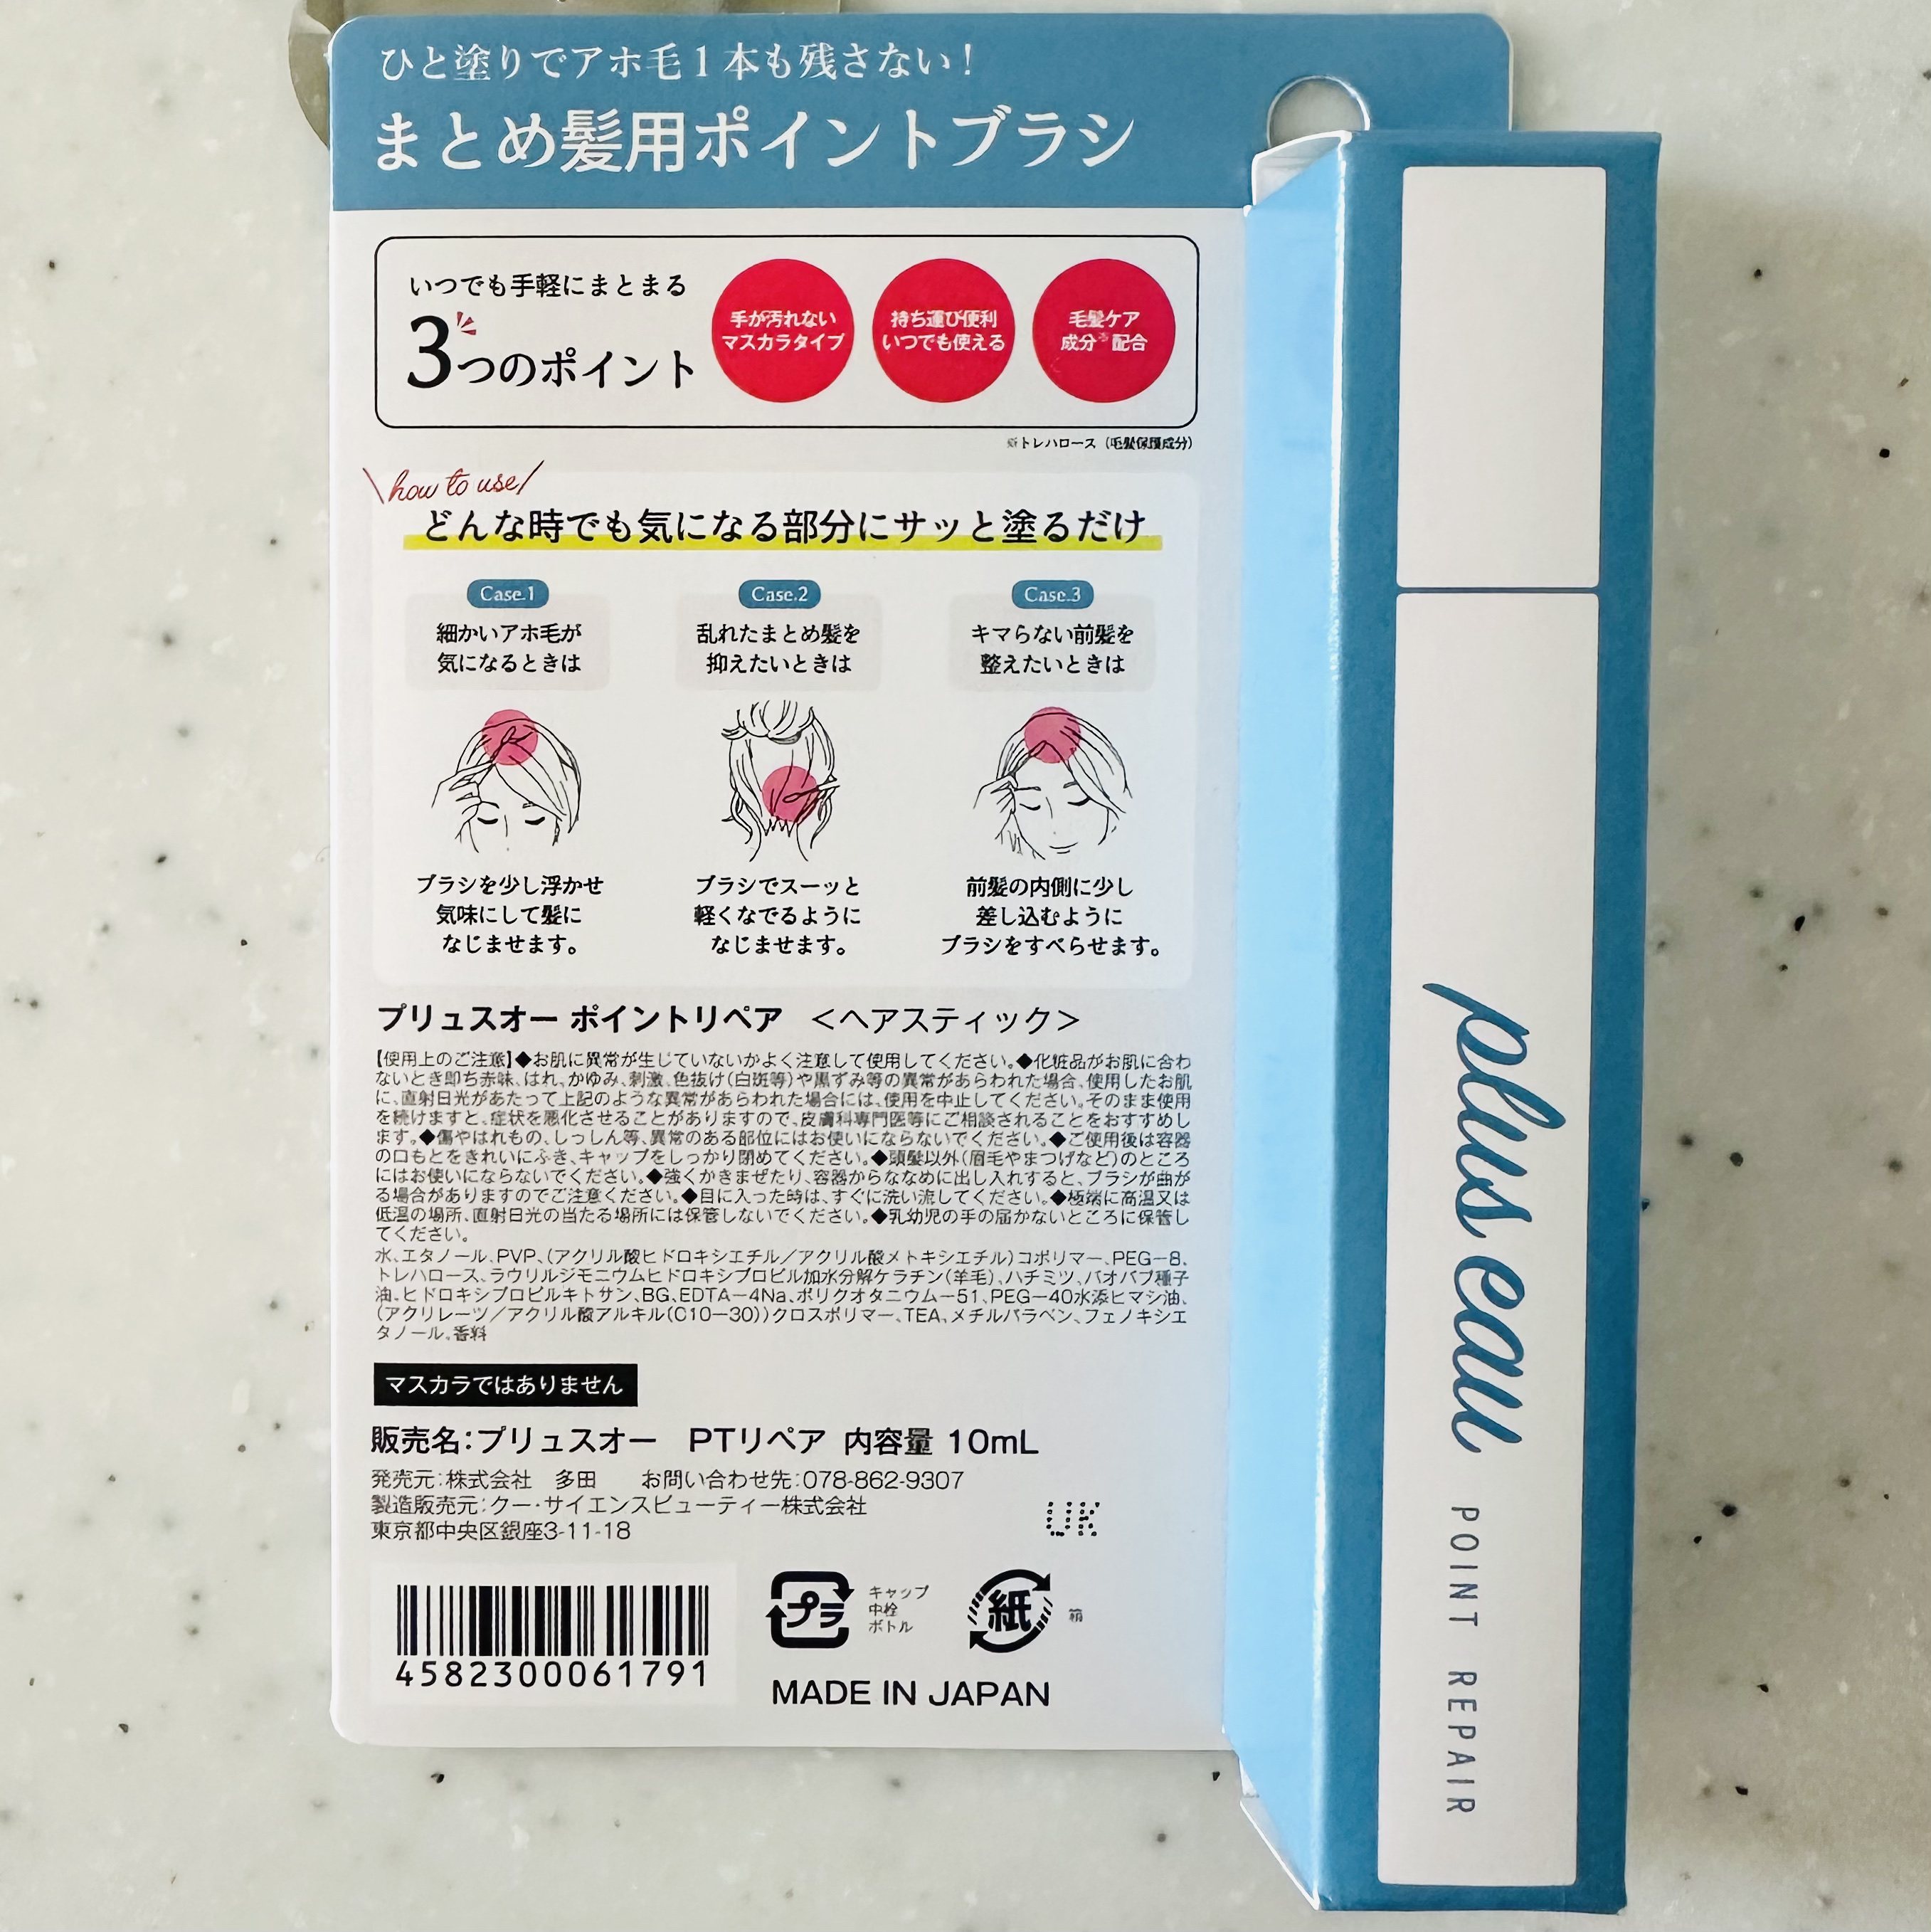 ひと塗りでアホ毛1本も残さない!
まとめ髪用ポイントブラシ
いつでも手軽にまとまる
3つのポイント
手が汚れない
マスカラタイプ
持ち運び便利
いつでも使える
毛髪ケア
成分※配合
※トレハロース(毛髪保護成分)
how to use
どんな時でも気になる部分にサッと塗るだけ
Case.1
細かいアホ毛が
気になるときは
ブラシを少し浮かせ
気味にして髪に
なじませます。
Case.2
乱れたまとめ髪を
抑えたいときは
ブラシでスーッと
軽くなでるように
なじませます。
Case.3
キマらない前髪を
整えたいときは
前髪の内側に少し
差し込むように
ブラシをすべらせます。
プリュスオー ポイントリペア <ヘアスティック>
【使用上のご注意】◆お肌に異常が生じていないかよく注意して使用してください。◆化粧品がお肌に合わ
ないとき即ち赤味、はれ、かゆみ、刺激、色抜け(白斑等)や黒ずみ等の異常があらわれた場合、使用したお肌
に、直射日光があたって上記のような異常があらわれた場合には、使用を中止してください。そのまま使用
を続けますと、症状を悪化させることがありますので、皮膚科専門医等にご相談されることをおすすめし
ます。◆傷やはれもの、しっしん等、異常のある部位にはお使いにならないでください。◆ご使用後は容器
の口もとをきれいにふき、キャップをしっかり閉めてください。◆頭髪以外(眉毛やまつげなど)のところ
にはお使いにならないでください。◆強くかきまぜたり、容器からななめに出し入れすると、ブラシが曲が
る場合がありますのでご注意ください。◆目に入った時は、すぐに洗い流してください。◆極端に高温又は
低温の場所、直射日光の当たる場所には保管しないでください。◆乳幼児の手の届かないところに保管し
てください。
水、エタノール、PVP、(アクリル酸ヒドロキシエチル/アクリル酸メトキシエチル)コポリマー、PEG-8、
トレハロース、ラウリルジモニウムヒドロキシプロピル加水分解ケラチン(羊毛)、ハチミツ、バオバブ種子
油、ヒドロキシプロピルキトサン、BG、EDTA-4Na、ポリクオタニウム-51、PEG-40水添ヒマシ油、
(アクリレーツ/アクリル酸アルキル(C10-30))クロスポリマー、TEA、メチルパラベン、フェノキシエ
タノール、香料
マスカラではありません
販売名:プリュスオー PTリペア 内容量 10mL
発売元:株式会社 多田 お問い合わせ先:078-862-9307
製造販売元:クー・サイエンスビューティー株式会社
東京都中央区銀座3-11-18
UK
4582300061791
プラ
キャップ
中栓
ボトル
紙
箱
MADE IN JAPAN
plus eau
POINT REPAIR